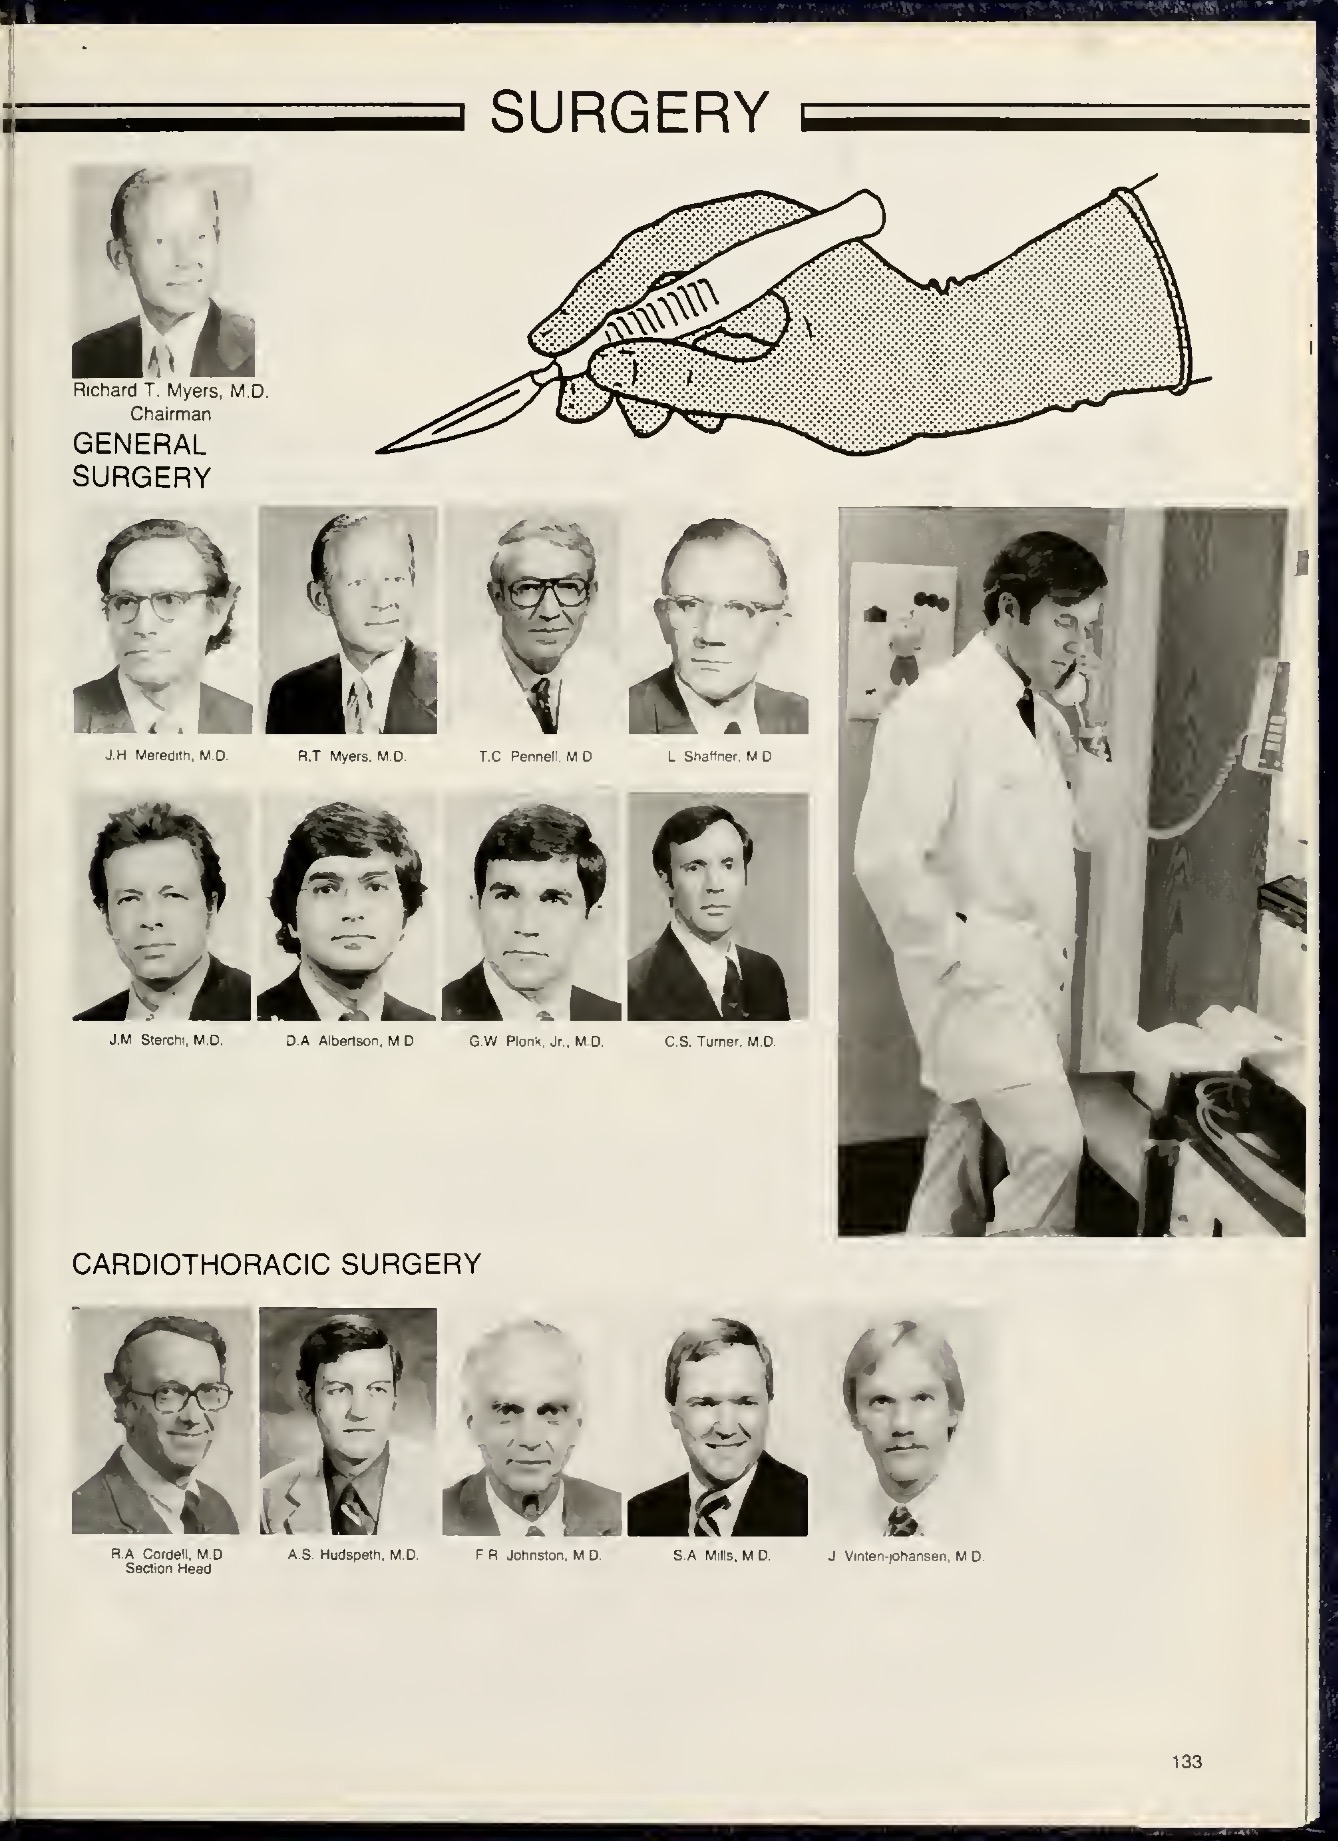 SURGERY
Richard T. Myers, M.D.
Chairman
GENERAL
SURGERY
J.H Meredith, M.D.
R.T Myers, M.D.
T.C Pennell, M D
L Shaffner, M D
J.M Sterchi, M.D.
D.A Albertson, M D
G.W Plonk, Jr., M.D.
C.S. Turner, M.D.
CARDIOTHORACIC SURGERY
R.A Cordell, M.D
Section Head
A.S. Hudspeth, M.D.
F R Johnston, M D.
S.A Mills, M D.
J Vinten-johansen, M D.
133